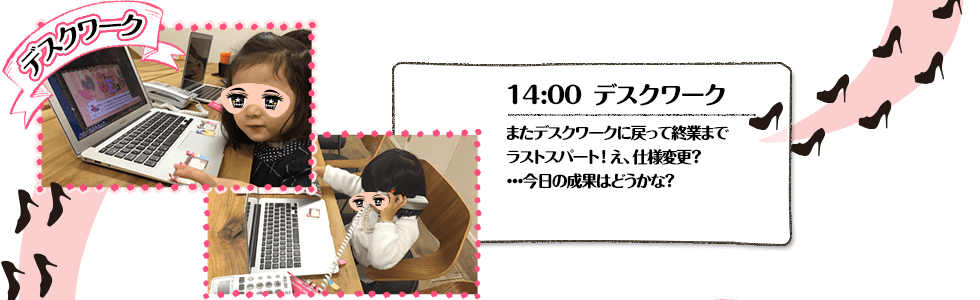 デスクワーク
14:00 デスクワーク
またデスクワークに戻って終業まで
ラストスパート！え、仕様変更？
…今日の成果はどうかな？